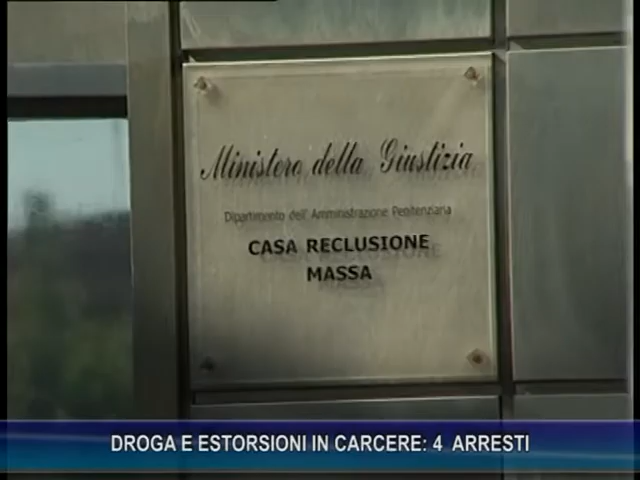 Ministero della Giustizia
Dipartimento dell'Amministrazione Penitenziaria
CASA RECLUSIONE
MASSA
DROGA E ESTORSIONI IN CARCERE: 4 ARRESTI